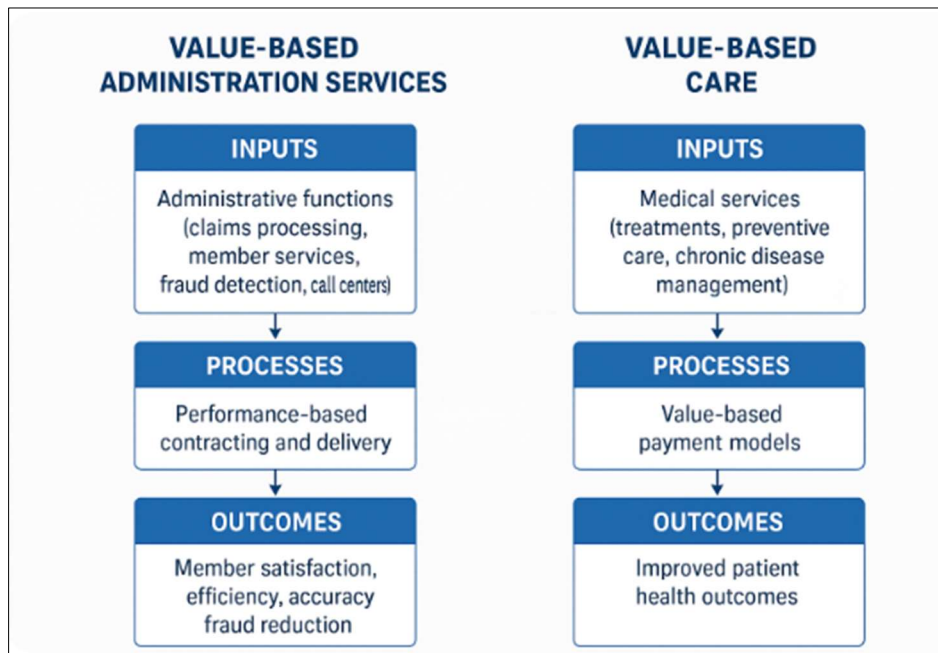 VALUE-BASED
ADMINISTRATION SERVICES
INPUTS
Administrative functions
(claims processing,
member services,
fraud detection, call centers)
PROCESSES
Performance-based
contracting and delivery
OUTCOMES
Member satisfaction,
efficiency, accuracy
fraud reduction
VALUE-BASED
CARE
INPUTS
Medical services
(treatments, preventive
care, chronic disease
management)
PROCESSES
Value-based
payment models
OUTCOMES
Improved patient
health outcomes